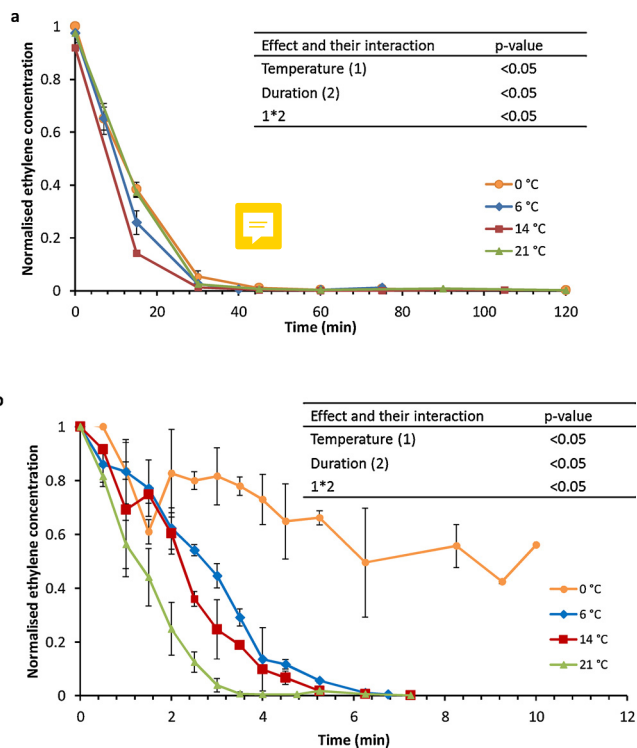 a
Effect and their interaction p-value
Temperature (1) <0.05
Duration (2) <0.05
1*2 <0.05
Normalised ethylene concentration
1
0.8
0.6
0.4
0.2
0
0 °C
6 °C
14 °C
21 °C
0 20 40 60 80 100 120
Time (min)
Effect and their interaction p-value
Temperature (1) <0.05
Duration (2) <0.05
1*2 <0.05
Normalised ethylene concentration
1
0.8
0.6
0.4
0.2
0
0 °C
6 °C
14 °C
21 °C
0 2 4 6 8 10 12
Time (min)